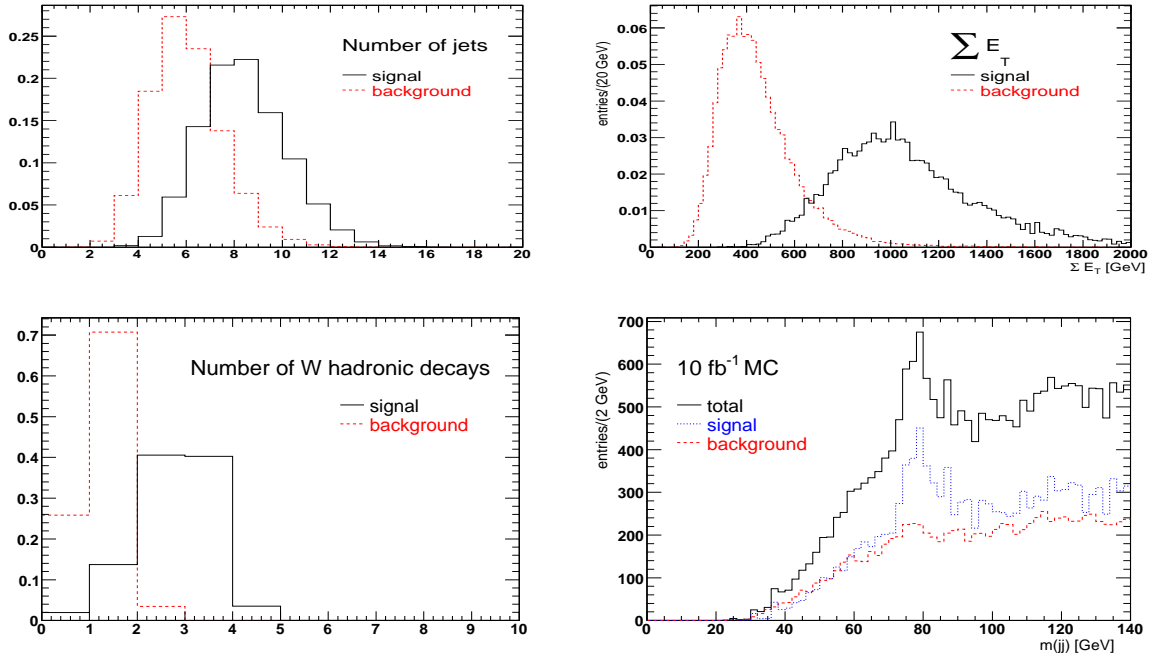 Number of jets
signal
background
0.25
0.2
0.15
0.1
0.05
0
0 2 4 6 8 10 12 14 16 18 20
∑ E_T
signal
background
entries/(20 GeV)
0.06
0.05
0.04
0.03
0.02
0.01
0
0 200 400 600 800 1000 1200 1400 1600 1800 2000
Σ E_T [GeV]
Number of W hadronic decays
signal
background
0.7
0.6
0.5
0.4
0.3
0.2
0.1
0
0 1 2 3 4 5 6 7 8 9 10
10 fb⁻¹ MC
total
signal
background
entries/(2 GeV)
700
600
500
400
300
200
100
0
0 20 40 60 80 100 120 140
m(jj) [GeV]